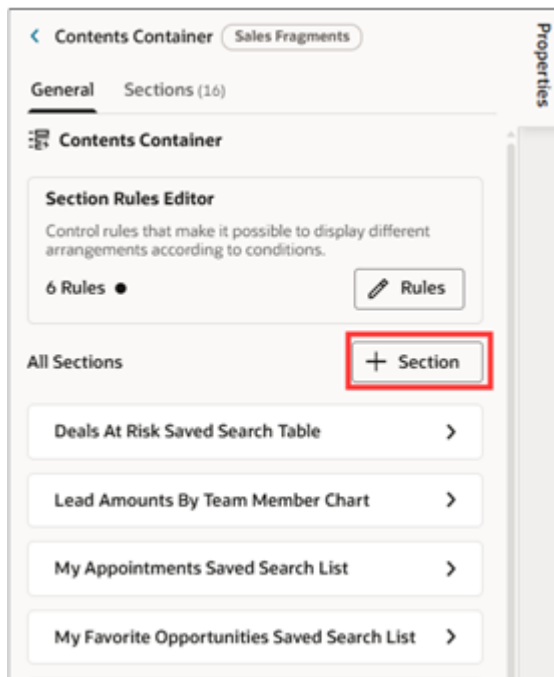 Contents Container Sales Fragments
Properties
General Sections (16)
Contents Container
Section Rules Editor
Control rules that make it possible to display different
arrangements according to conditions.
6 Rules ● Rules
All Sections + Section
Deals At Risk Saved Search Table
Lead Amounts By Team Member Chart
My Appointments Saved Search List
My Favorite Opportunities Saved Search List